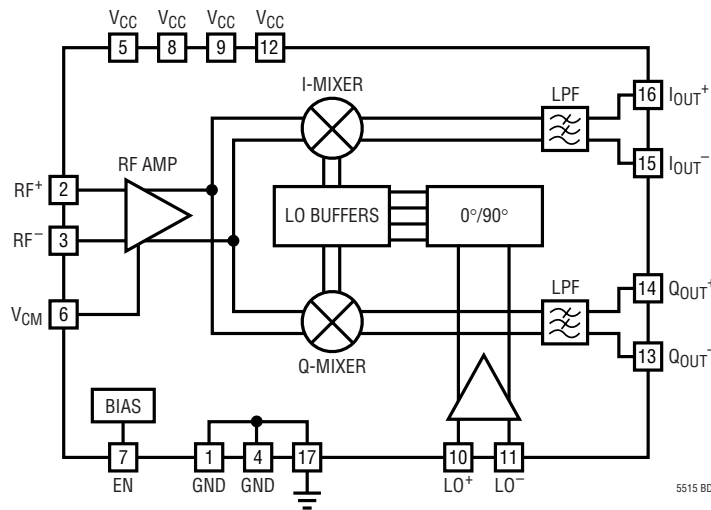 VCC VCC VCC VCC
5 8 9 12
I-MIXER
LPF
16 IOUT+
15 IOUT–
RF AMP
RF+ 2
RF– 3
LO BUFFERS
0°/90°
VCM 6
LPF
14 QOUT+
13 QOUT–
Q-MIXER
BIAS
7 1 4 17 10 11
EN GND GND LO+ LO–
5515 BD